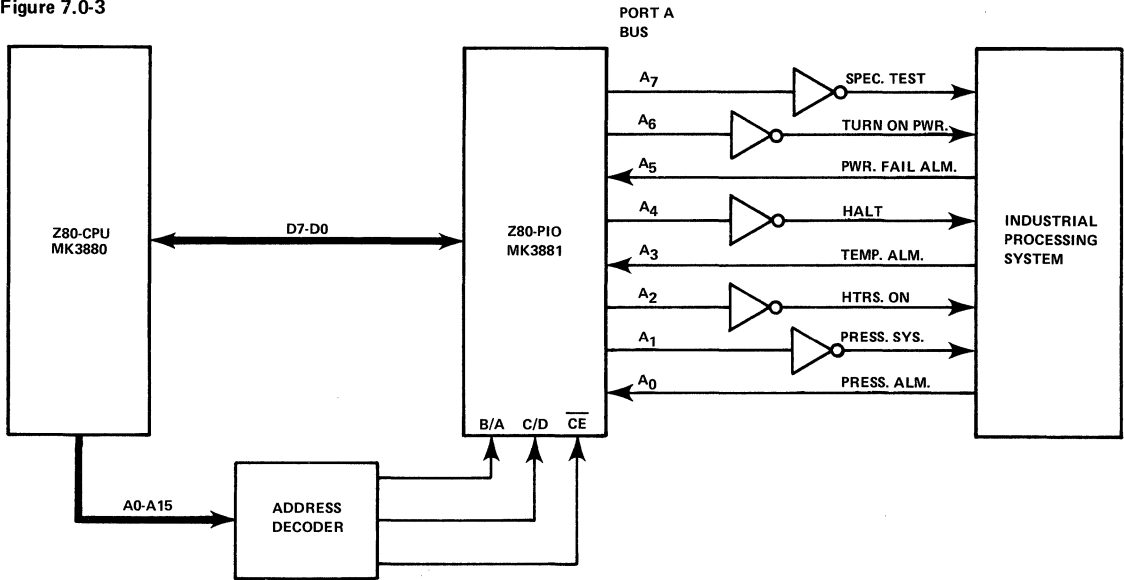 Figure 7.0-3
PORT A
BUS
Z80-CPU
MK3880
D7-D0
Z80-PIO
MK3881
A7
SPEC. TEST
A6
TURN ON PWR.
A5
PWR. FAIL ALM.
A4
HALT
A3
TEMP. ALM.
A2
HTRS. ON
A1
PRESS. SYS.
A0
PRESS. ALM.
INDUSTRIAL
PROCESSING
SYSTEM
B/A C/D CE
A0-A15
ADDRESS
DECODER